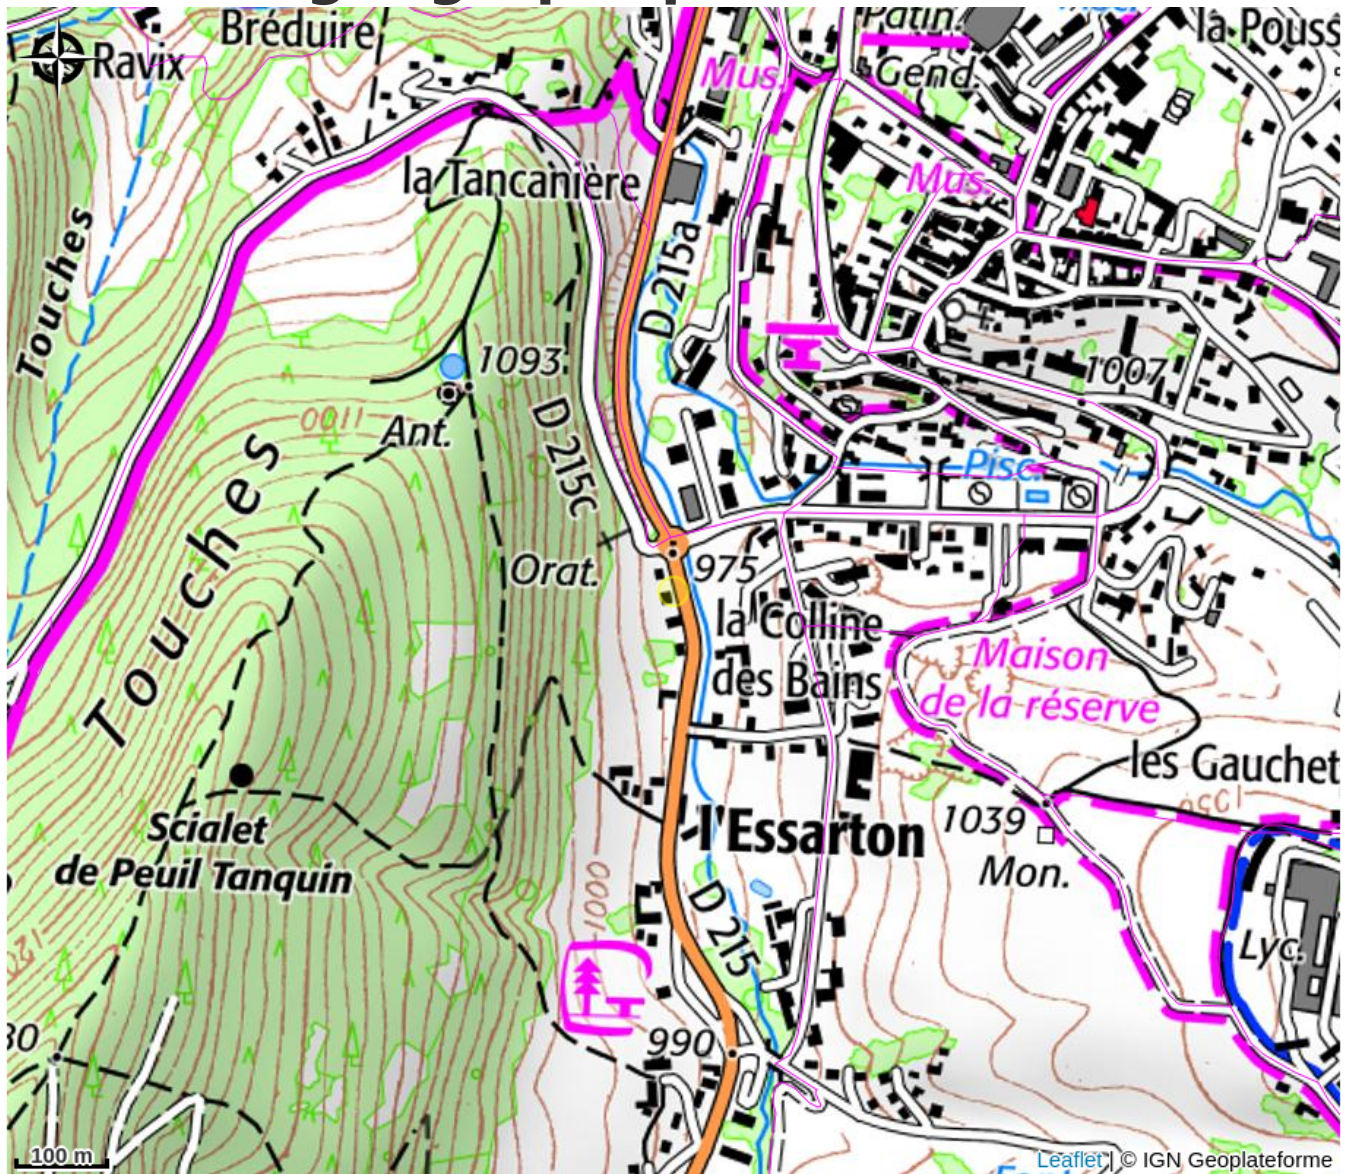 Bréduire
Patin.
la Pouss
Ravix
Mus.
Gend.
la Tancanière
Mus.
Touches
D 215a
1093
1007
0011
Ant.
D 215c
Touches
Pisc.
Orat.
975
la Colline
des Bains
Maison
de la réserve
les Gauchet
1050
Scialet
de Peuil Tanquin
l'Essarton
1039
Mon.
1000
D 215
Lyc.
990
30
100 m
Leaflet | © IGN Geoplateforme